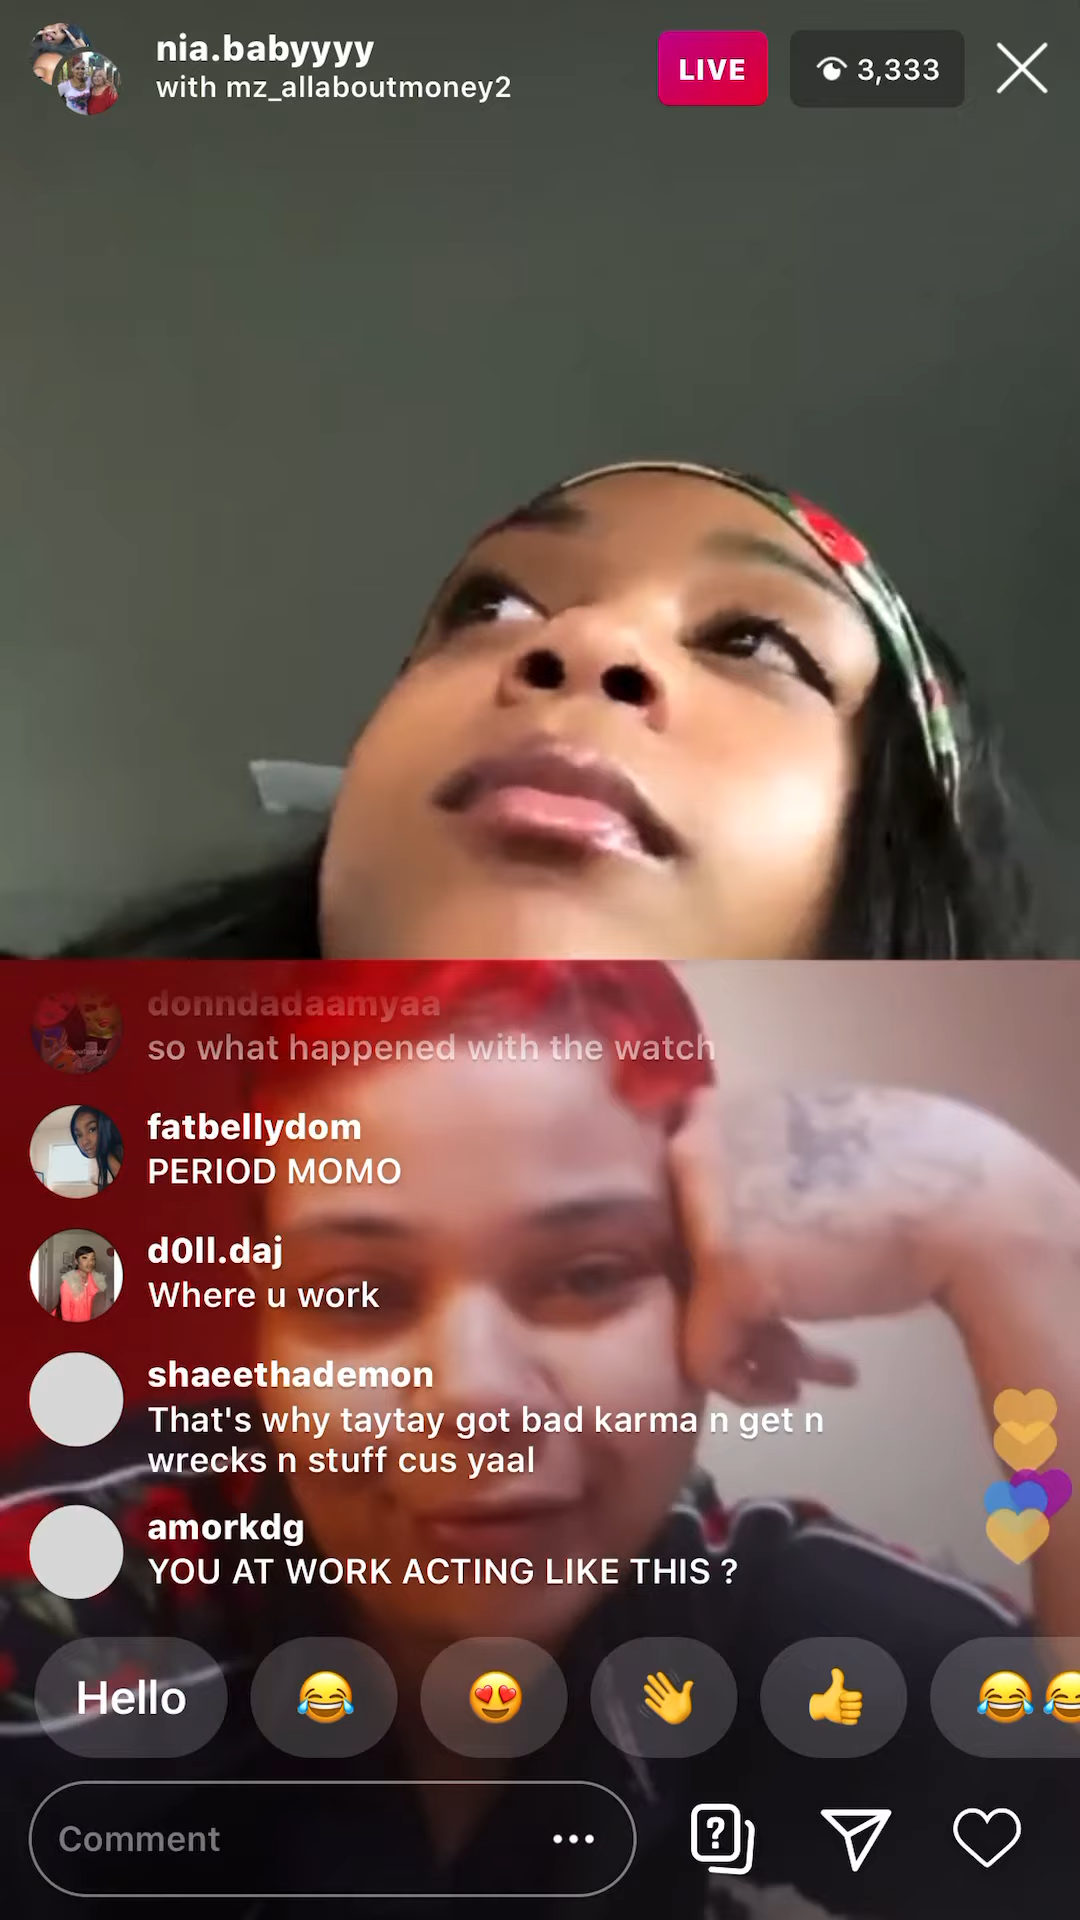 nia.babyyyy
with mz_allaboutmoney2
LIVE
3,333
donndadaamyaa
so what happened with the watch
fatbellydom
PERIOD MOMO
d0ll.daj
Where u work
shaeethademon
That's why taytay got bad karma n get n
wrecks n stuff cus yaal
amorkdg
YOU AT WORK ACTING LIKE THIS ?
Hello
Comment